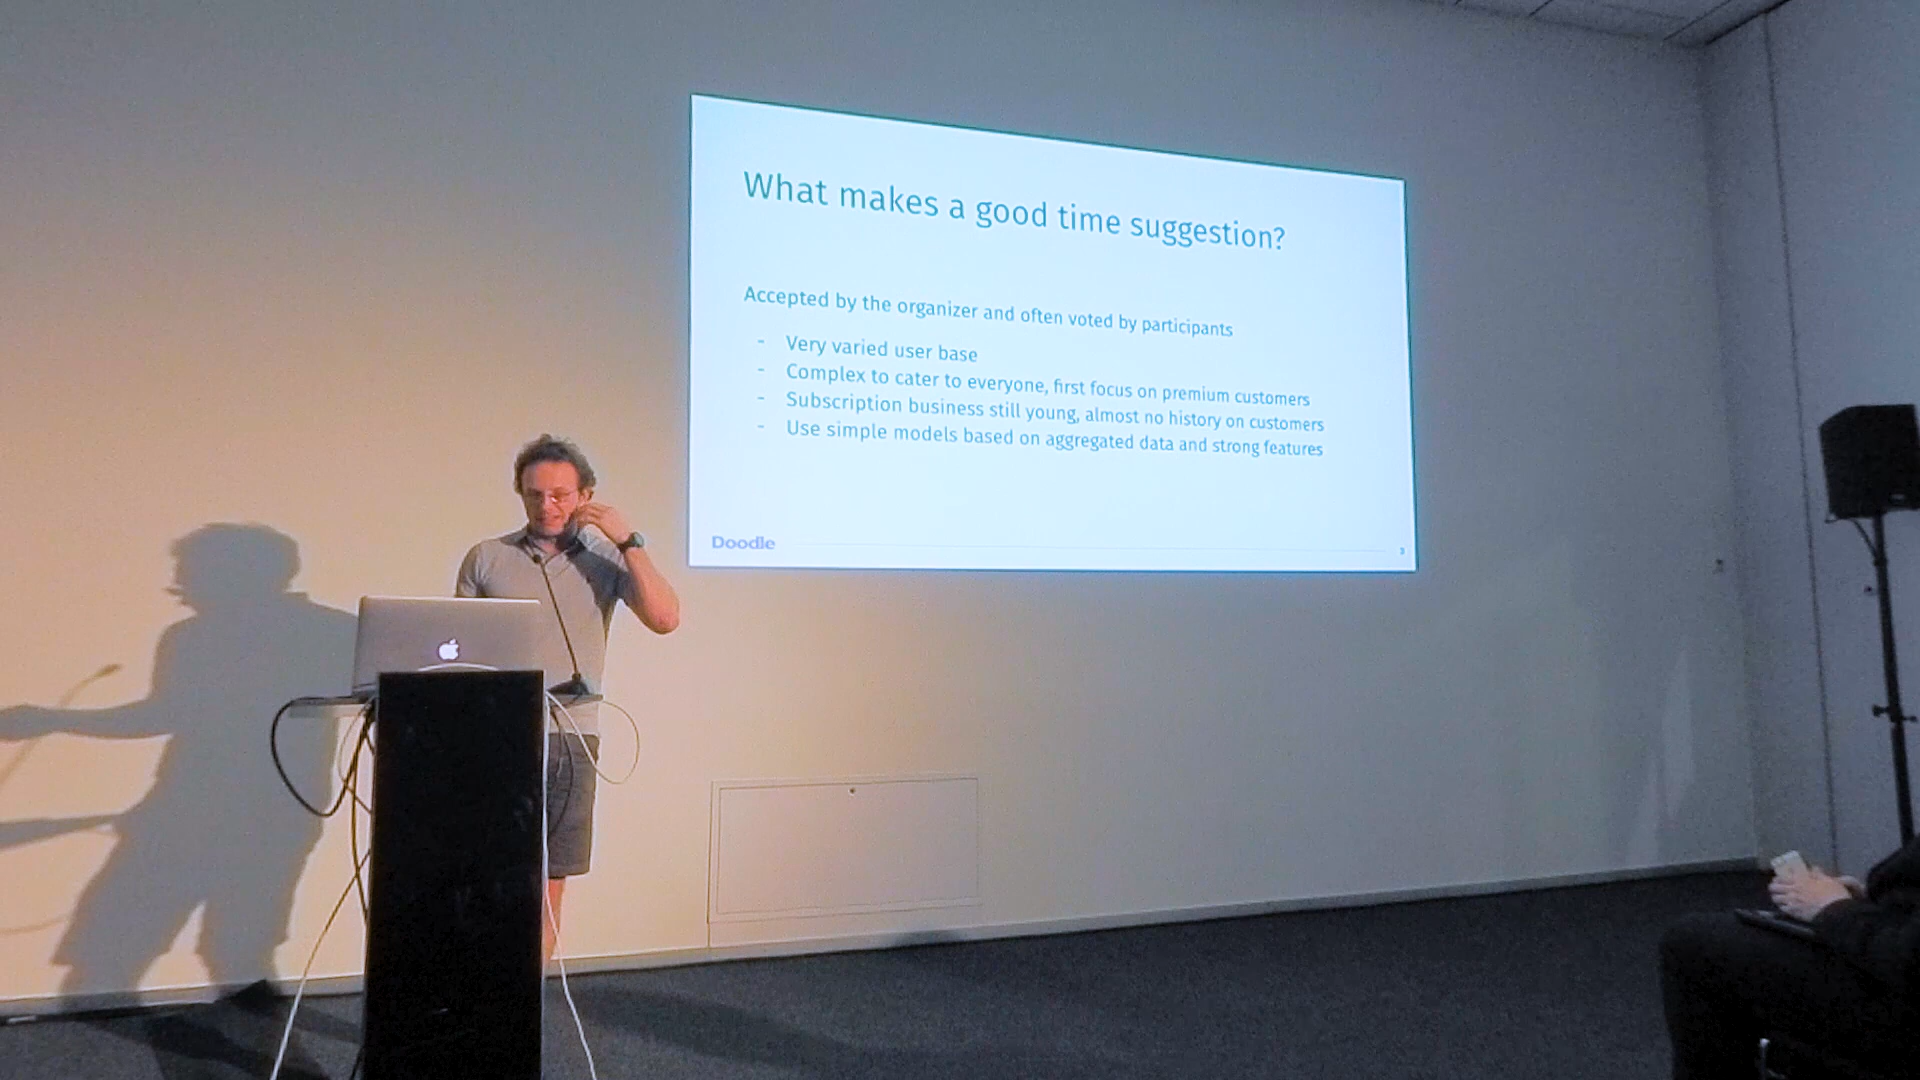 What makes a good time suggestion?
Accepted by the organizer and often voted by participants
- Very varied user base
- Complex to cater to everyone, first focus on premium customers
- Subscription business still young, almost no history on customers
- Use simple models based on aggregated data and strong features
Doodle